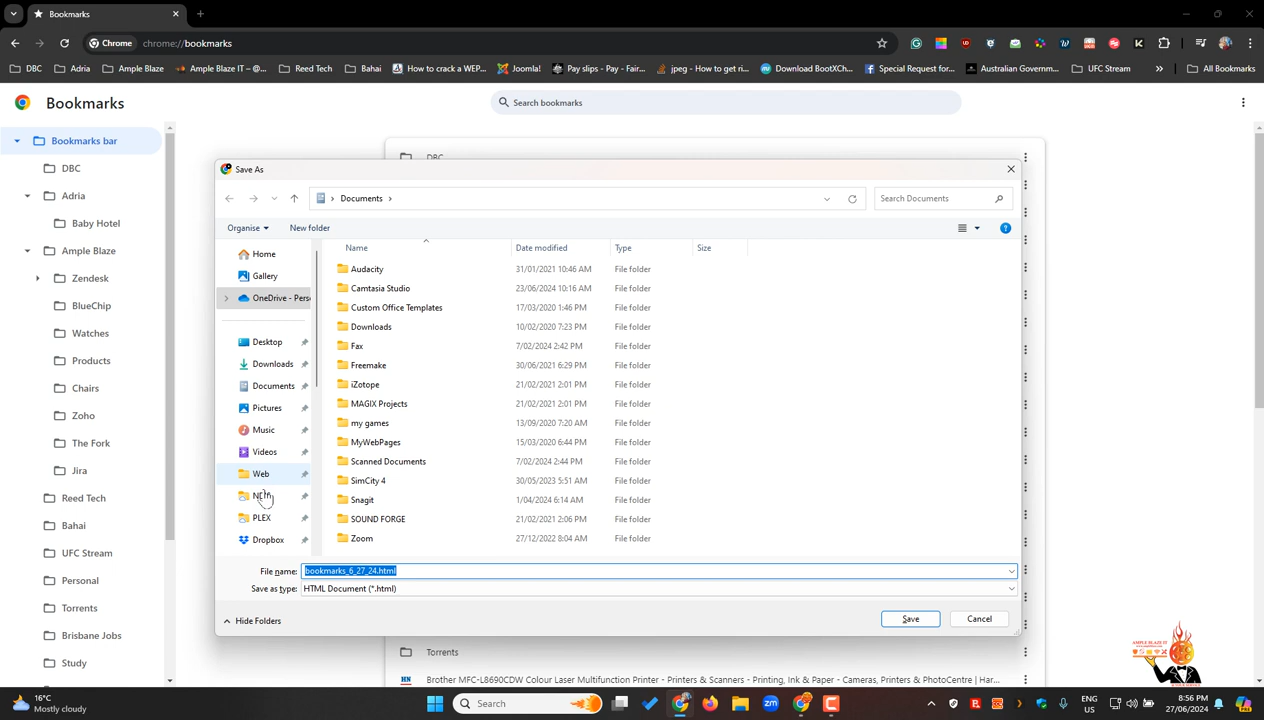 Bookmarks
Chrome
chrome://bookmarks
DBC
Adria
Ample Blaze
Ample Blaze IT – @...
Reed Tech
Bahai
How to crack a WEP...
Joomla!
Pay slips - Pay - Fair...
jpeg - How to get ri...
Download BootXCh...
Special Request for...
Australian Governm...
UFC Stream
All Bookmarks
Bookmarks
Search bookmarks
Bookmarks bar
DBC
Adria
Baby Hotel
Ample Blaze
Zendesk
BlueChip
Watches
Products
Chairs
Zoho
The Fork
Jira
Reed Tech
Bahai
UFC Stream
Personal
Torrents
Brisbane Jobs
Study
DBC
Save As
Documents
Search Documents
Organise
New folder
Home
Gallery
OneDrive - Pers
Desktop
Downloads
Documents
Pictures
Music
Videos
Web
PLEX
Dropbox
Name Date modified Type Size
Audacity 31/01/2021 10:46 AM File folder
Camtasia Studio 23/06/2024 10:16 AM File folder
Custom Office Templates 17/03/2020 1:46 PM File folder
Downloads 10/02/2020 7:23 PM File folder
Fax 7/02/2024 2:42 PM File folder
Freemake 30/06/2021 6:29 PM File folder
iZotope 21/02/2021 2:01 PM File folder
MAGIX Projects 21/02/2021 2:01 PM File folder
my games 13/09/2020 7:20 AM File folder
MyWebPages 15/03/2020 6:44 PM File folder
Scanned Documents 7/02/2024 2:44 PM File folder
SimCity 4 30/05/2023 5:51 AM File folder
Snagit 1/04/2024 6:14 AM File folder
SOUND FORGE 21/02/2021 2:06 PM File folder
Zoom 27/12/2022 8:04 AM File folder
File name: bookmarks_6_27_24.html
Save as type: HTML Document (*.html)
Hide Folders
Save
Cancel
Torrents
Brother HL-L9310CDW Colour Laser Multifunction Printer - Printers & Scanners - Printing, Ink & Paper - Cameras, Printers & PhotoCentre | Har
AMPLE BLAZE IT
16°C
Mostly cloudy
Search
ENG
US
8:56 PM
27/06/2024